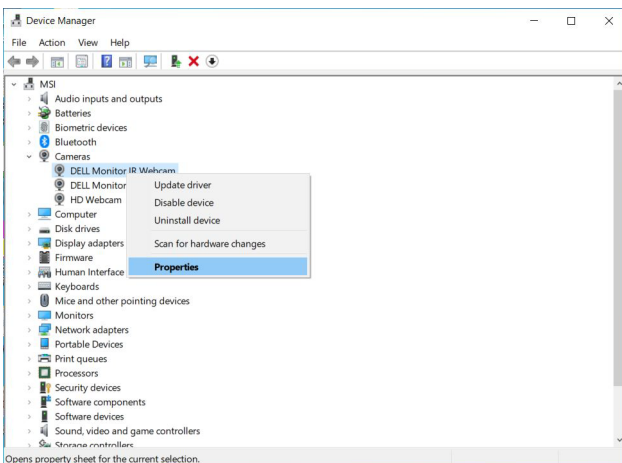 Device Manager
File Action View Help
MSI
Audio inputs and outputs
Batteries
Biometric devices
Bluetooth
Cameras
DELL Monitor IR Webcam
DELL Monitor
Update driver
HD Webcam
Disable device
Computer
Uninstall device
Disk drives
Display adapters
Scan for hardware changes
Firmware
Human Interface
Properties
Keyboards
Mice and other pointing devices
Monitors
Network adapters
Portable Devices
Print queues
Processors
Security devices
Software components
Software devices
Sound, video and game controllers
Storage controllers
Opens property sheet for the current selection.